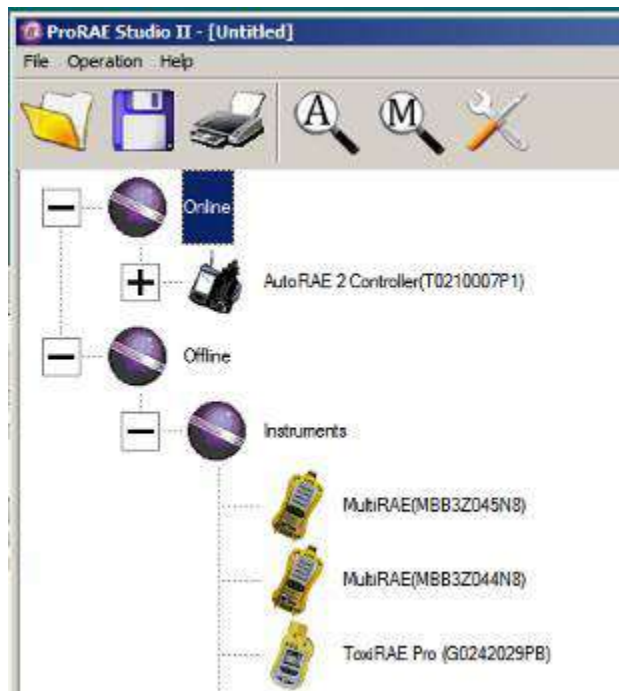 ProRAE Studio II - [Untitled]
File Operation Help
A M
Online
AutoRAE 2 Controller(T0210007P1)
Offline
Instruments
MultiRAE(MBB3Z045N8)
MultiRAE(MBB3Z044N8)
ToxiRAE Pro (G0242029PB)